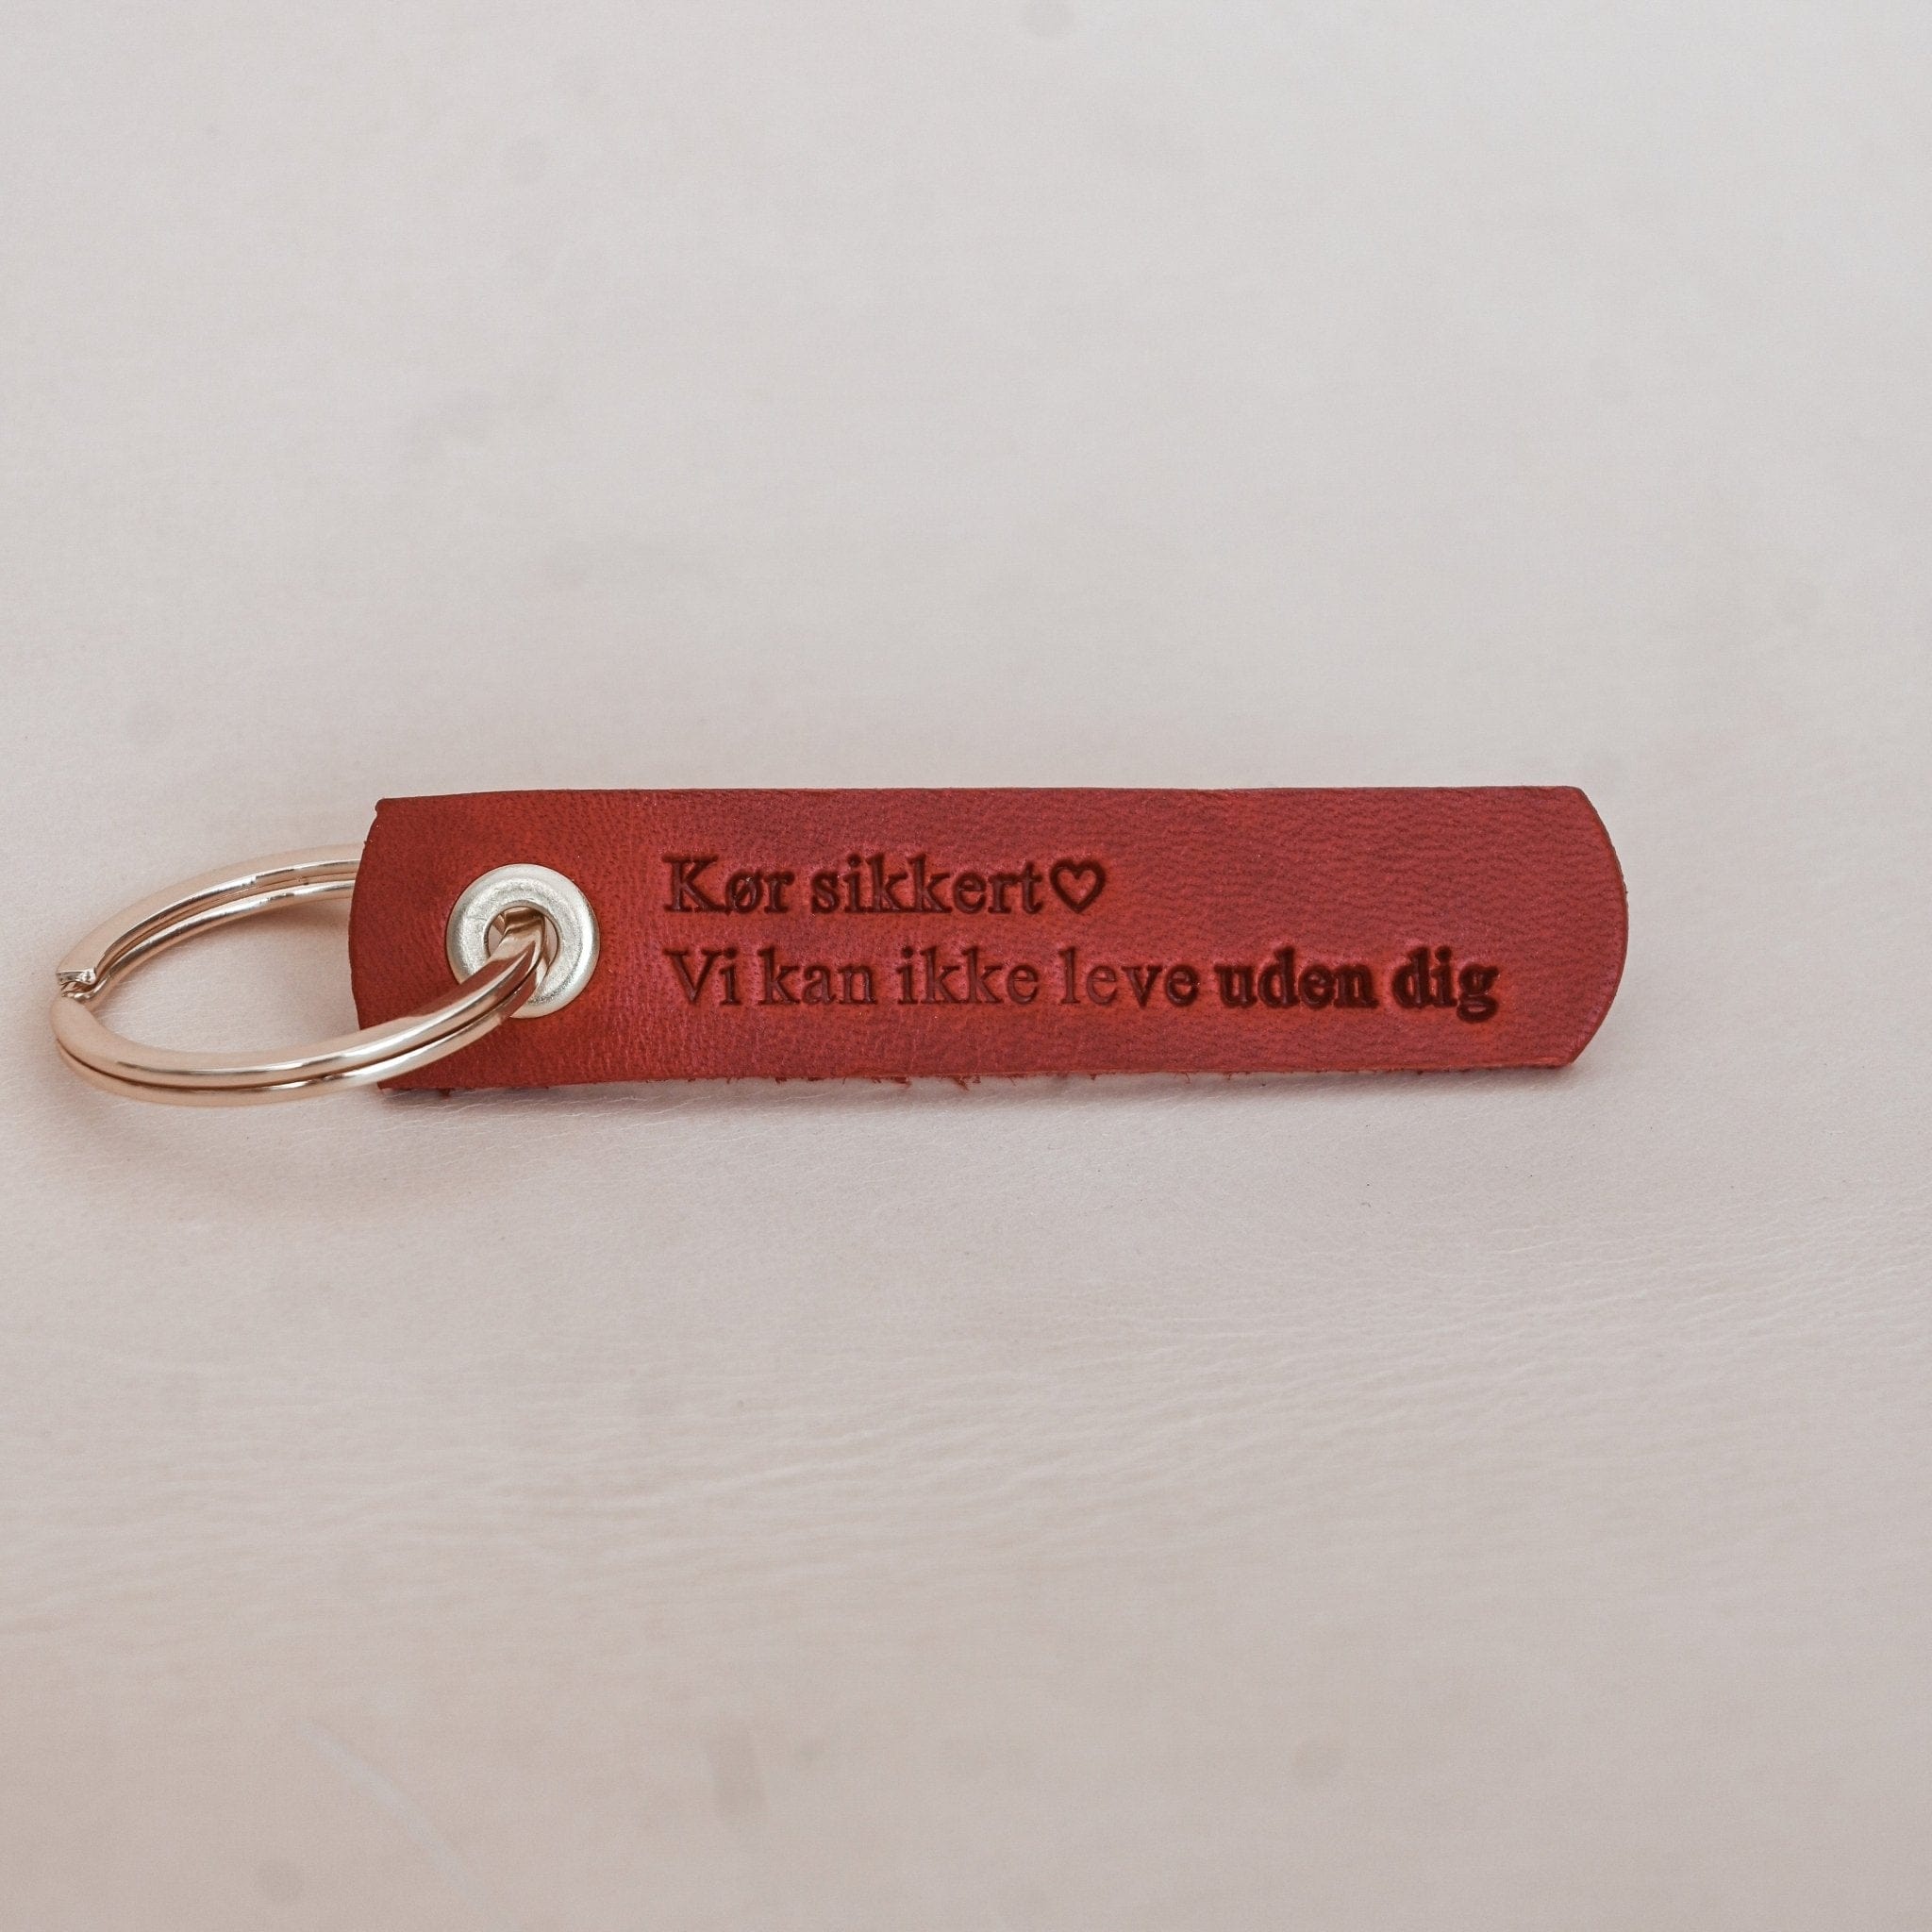 Kør sikkert♡
Vi kan ikke leve uden dig